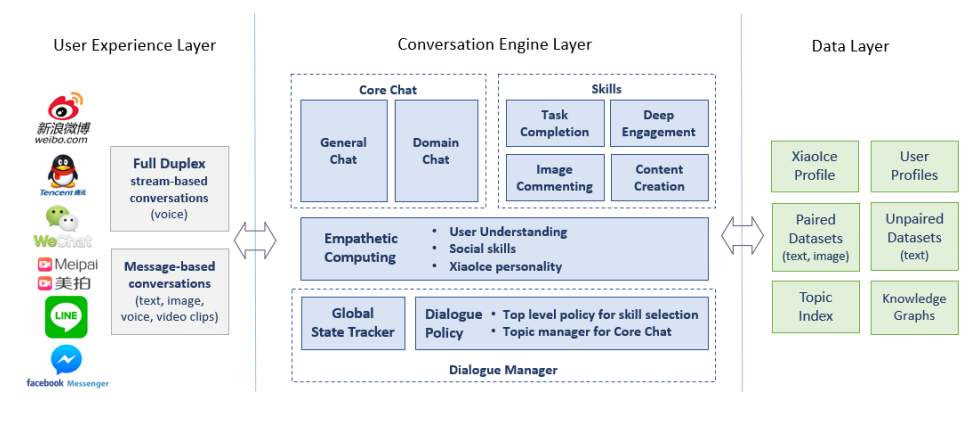 User Experience Layer
Conversation Engine Layer
Data Layer
新浪微博
weibo.com
Tencent 腾讯
WeChat
Meipai
美拍
LINE
facebook Messenger
Full Duplex
stream-based
conversations
(voice)
Message-based
conversations
(text, image,
voice, video clips)
Core Chat
General
Chat
Domain
Chat
Skills
Task
Completion
Deep
Engagement
Image
Commenting
Content
Creation
Empathetic
Computing
• User Understanding
• Social skills
• XiaoIce personality
Global
State Tracker
Dialogue
Policy
• Top level policy for skill selection
• Topic manager for Core Chat
Dialogue Manager
XiaoIce
Profile
User
Profiles
Paired
Datasets
(text, image)
Unpaired
Datasets
(text)
Topic
Index
Knowledge
Graphs